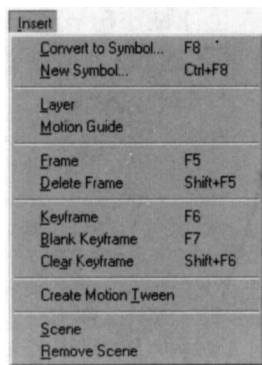 Insert
Convert to Symbol... F8
New Symbol... Ctrl+F8
Layer
Motion Guide
Frame F5
Delete Frame Shift+F5
Keyframe F6
Blank Keyframe F7
Clear Keyframe Shift+F6
Create Motion Tween
Scene
Remove Scene